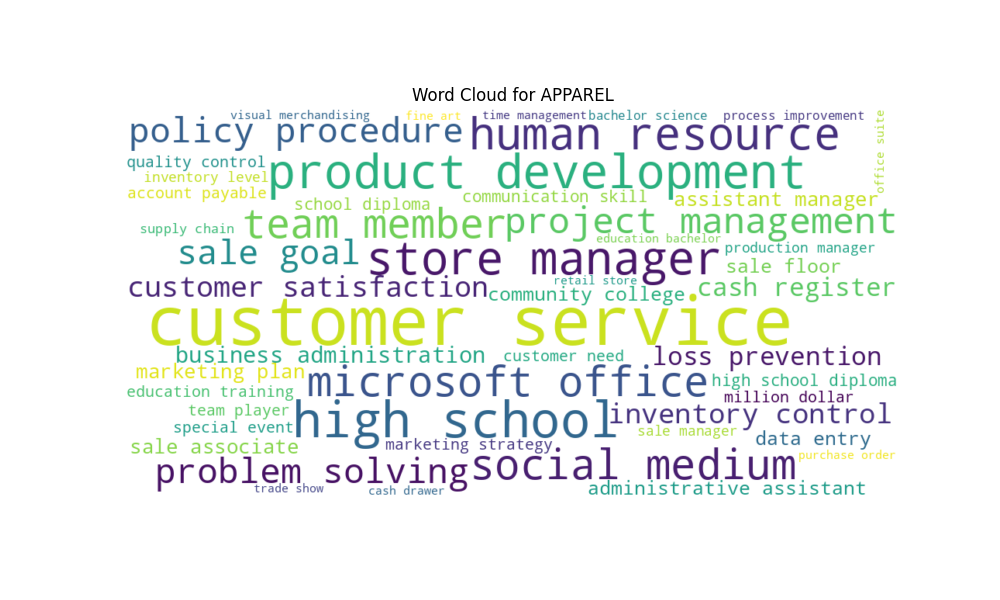 Word Cloud for APPAREL
visual merchandising
fine art
time management
bachelor science
process improvement
office suite
policy procedure
human resource
quality control
product development
inventory level
account payable
school diploma
communication skill
assistant manager
supply chain
team member
project management
education bachelor
sale goal
store manager
production manager
sale floor
retail store
customer satisfaction
community college
cash register
customer service
business administration
customer need
loss prevention
marketing plan
microsoft office
high school diploma
education training
million dollar
team player
high school
inventory control
special event
sale manager
data entry
sale associate
marketing strategy
purchase order
problem solving
social medium
trade show
cash drawer
administrative assistant